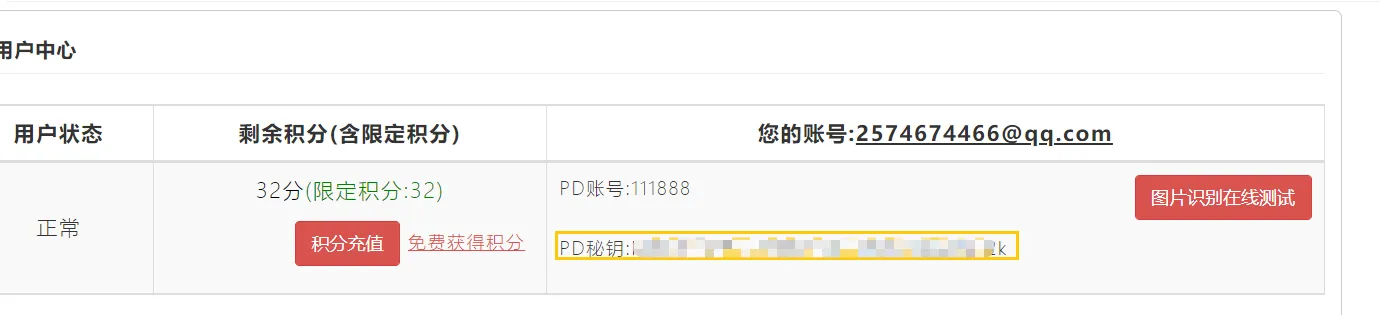 用户中心
用户状态
剩余积分(含限定积分)
您的账号:2574674466@qq.com
正常
32分(限定积分:32)
积分充值
免费获得积分
PD账号:111888
图片识别在线测试
PD秘钥: